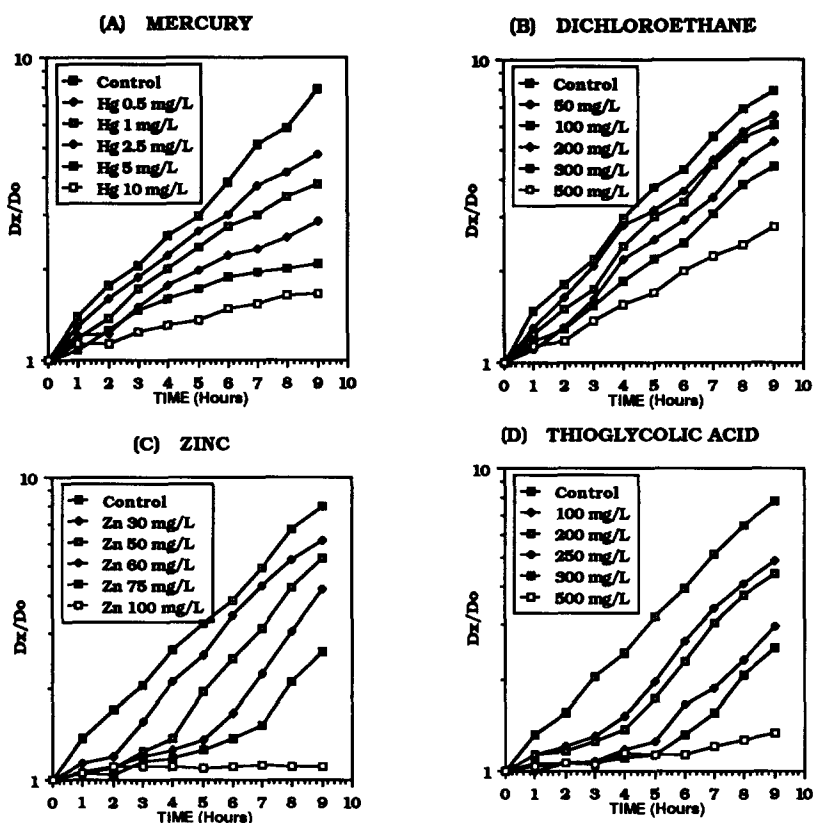 (A) MERCURY
10
Control
Hg 0.5 mg/L
Hg 1 mg/L
Hg 2.5 mg/L
Hg 5 mg/L
Hg 10 mg/L
Dx/Do
1
0 1 2 3 4 5 6 7 8 9 10
TIME (Hours)
(B) DICHLOROETHANE
10
Control
50 mg/L
100 mg/L
200 mg/L
300 mg/L
500 mg/L
Dx/Do
1
0 1 2 3 4 5 6 7 8 9 10
TIME (Hours)
(C) ZINC
10
Control
Zn 30 mg/L
Zn 50 mg/L
Zn 60 mg/L
Zn 75 mg/L
Zn 100 mg/L
Dx/Do
1
0 1 2 3 4 5 6 7 8 9 10
TIME (Hours)
(D) THIOGLYCOLIC ACID
10
Control
100 mg/L
200 mg/L
250 mg/L
300 mg/L
500 mg/L
Dx/Do
1
0 1 2 3 4 5 6 7 8 9 10
TIME (Hours)